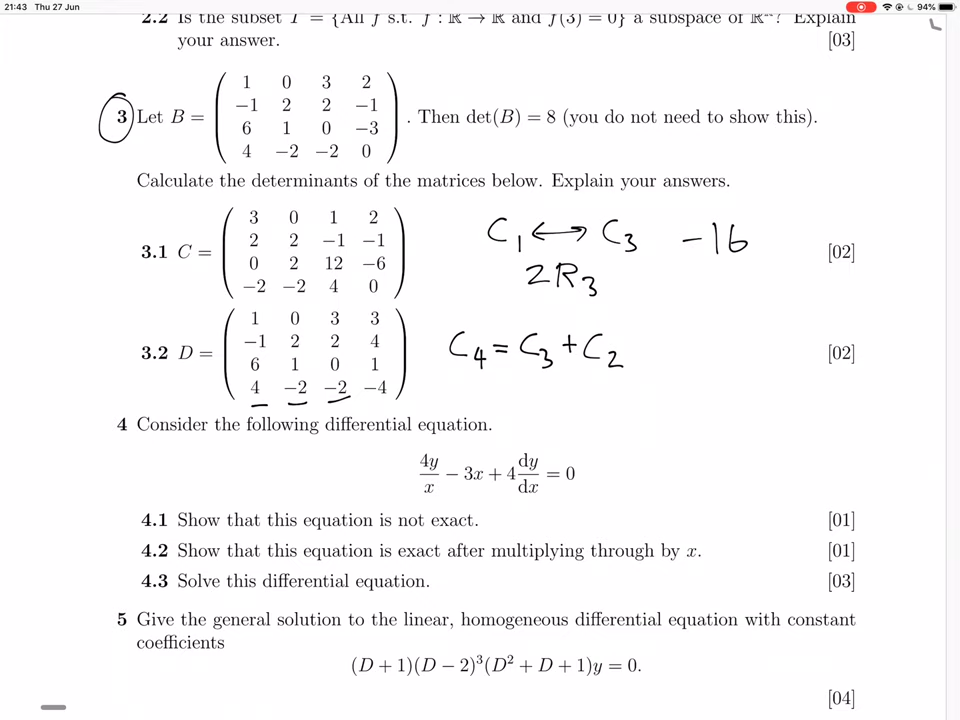 21:43 Thu 27 Jun 94%
2.2 Is the subset T = {All f s.t. f : ℝ → ℝ and f(3) = 0} a subspace of ℝ^ℝ? Explain
your answer. [03]
3 Let B = ( 1 0 3 2
−1 2 2 −1
6 1 0 −3
4 −2 −2 0 ). Then det(B) = 8 (you do not need to show this).
Calculate the determinants of the matrices below. Explain your answers.
3.1 C = ( 3 0 1 2
2 2 −1 −1
0 2 12 −6
−2 −2 4 0 ) [02]
C₁ ↔ C₃ −16
2R₃
3.2 D = ( 1 0 3 3
−1 2 2 4
6 1 0 1
4 −2 −2 −4 ) [02]
C₄ = C₃ + C₂
4 Consider the following differential equation.
4y/x − 3x + 4 dy/dx = 0
4.1 Show that this equation is not exact. [01]
4.2 Show that this equation is exact after multiplying through by x. [01]
4.3 Solve this differential equation. [03]
5 Give the general solution to the linear, homogeneous differential equation with constant
coefficients
(D + 1)(D − 2)³(D² + D + 1)y = 0.
[04]